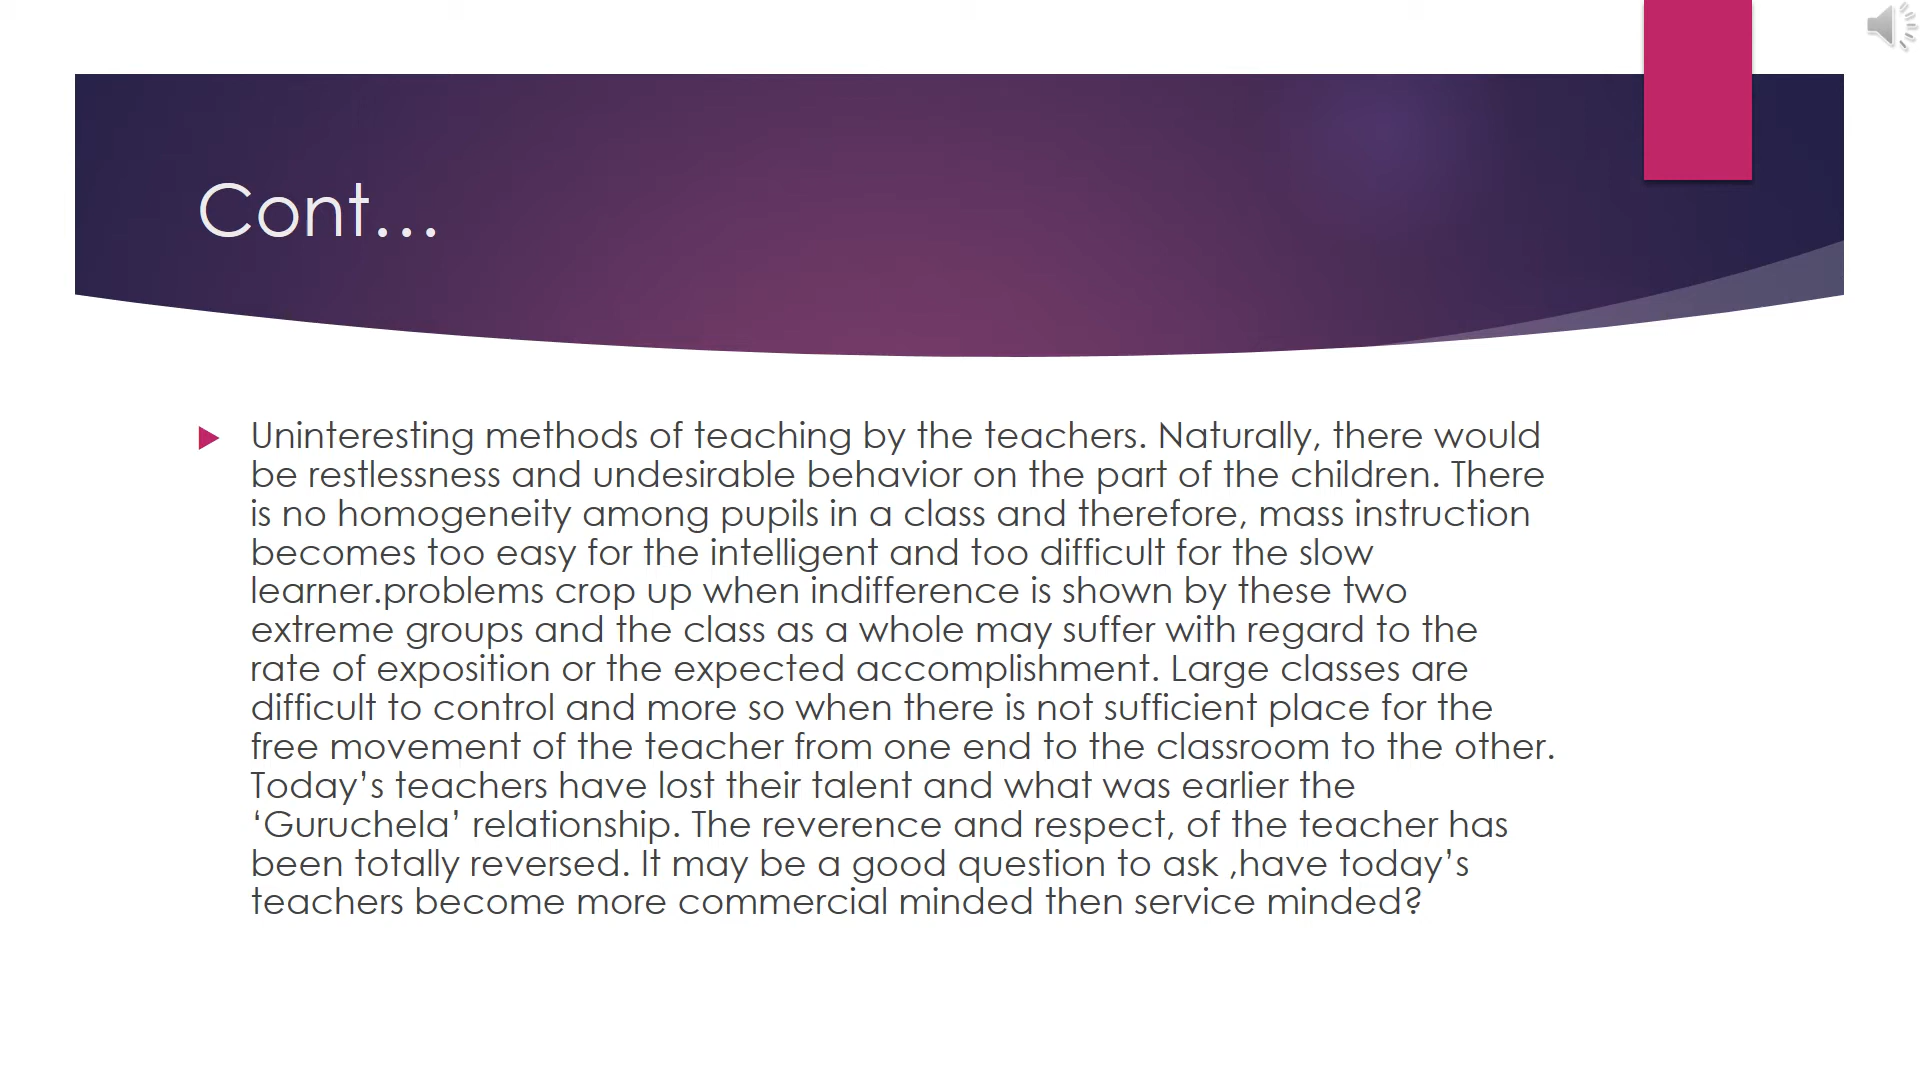 Cont...
Uninteresting methods of teaching by the teachers. Naturally, there would
be restlessness and undesirable behavior on the part of the children. There
is no homogeneity among pupils in a class and therefore, mass instruction
becomes too easy for the intelligent and too difficult for the slow
learner.problems crop up when indifference is shown by these two
extreme groups and the class as a whole may suffer with regard to the
rate of exposition or the expected accomplishment. Large classes are
difficult to control and more so when there is not sufficient place for the
free movement of the teacher from one end to the classroom to the other.
Today’s teachers have lost their talent and what was earlier the
‘Guruchela’ relationship. The reverence and respect, of the teacher has
been totally reversed. It may be a good question to ask ,have today’s
teachers become more commercial minded then service minded?